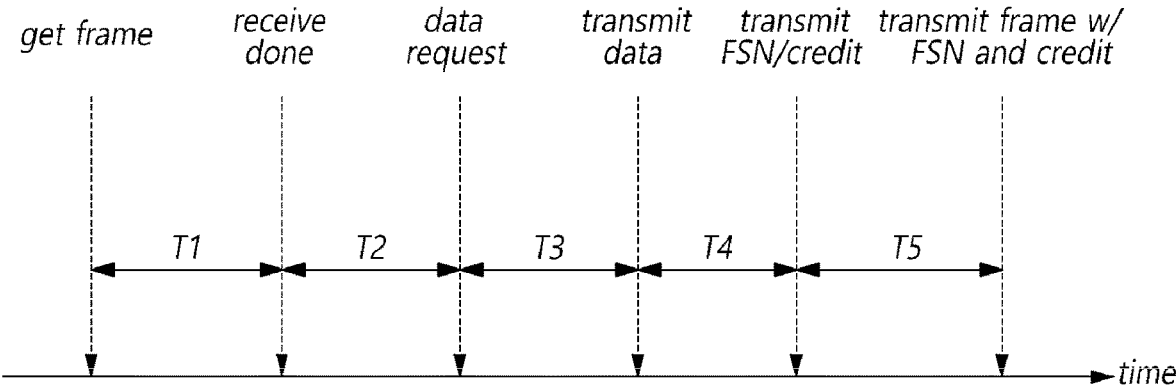 get frame
receive
done
data
request
transmit
data
transmit
FSN/credit
transmit frame w/
FSN and credit
T1
T2
T3
T4
T5
time